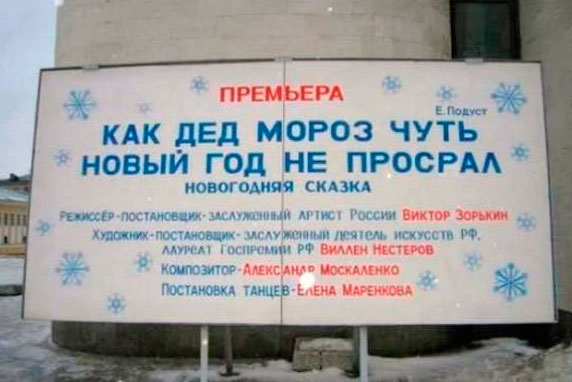 ПРЕМЬЕРА
Е. Подуст
КАК ДЕД МОРОЗ ЧУТЬ
НОВЫЙ ГОД НЕ ПРОСРАЛ
НОВОГОДНЯЯ СКАЗКА
Режиссёр-постановщик-заслуженный артист России Виктор Зорькин
Художник-постановщик-заслуженный деятель искусств РФ,
лауреат Госпремии РФ Виллен Нестеров
Композитор-Александр Москаленко
Постановка танцев-Елена Маренкова